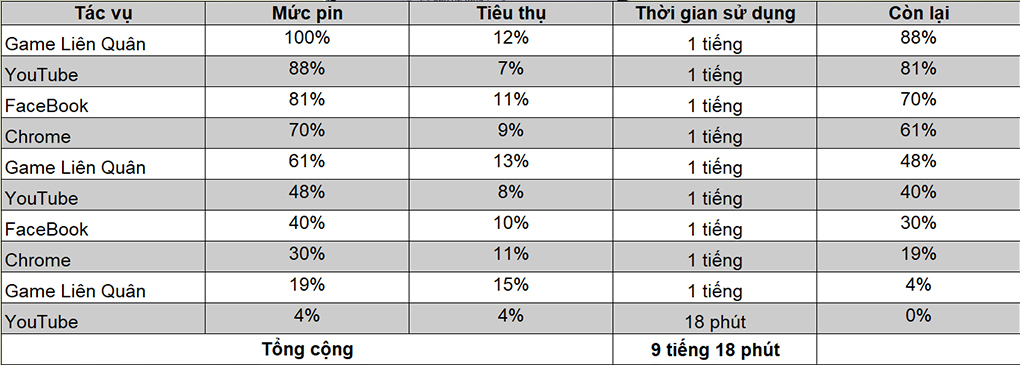 Tác vụ Mức pin Tiêu thụ Thời gian sử dụng Còn lại
Game Liên Quân 100% 12% 1 tiếng 88%
YouTube 88% 7% 1 tiếng 81%
FaceBook 81% 11% 1 tiếng 70%
Chrome 70% 9% 1 tiếng 61%
Game Liên Quân 61% 13% 1 tiếng 48%
YouTube 48% 8% 1 tiếng 40%
FaceBook 40% 10% 1 tiếng 30%
Chrome 30% 11% 1 tiếng 19%
Game Liên Quân 19% 15% 1 tiếng 4%
YouTube 4% 4% 18 phút 0%
Tổng cộng 9 tiếng 18 phút